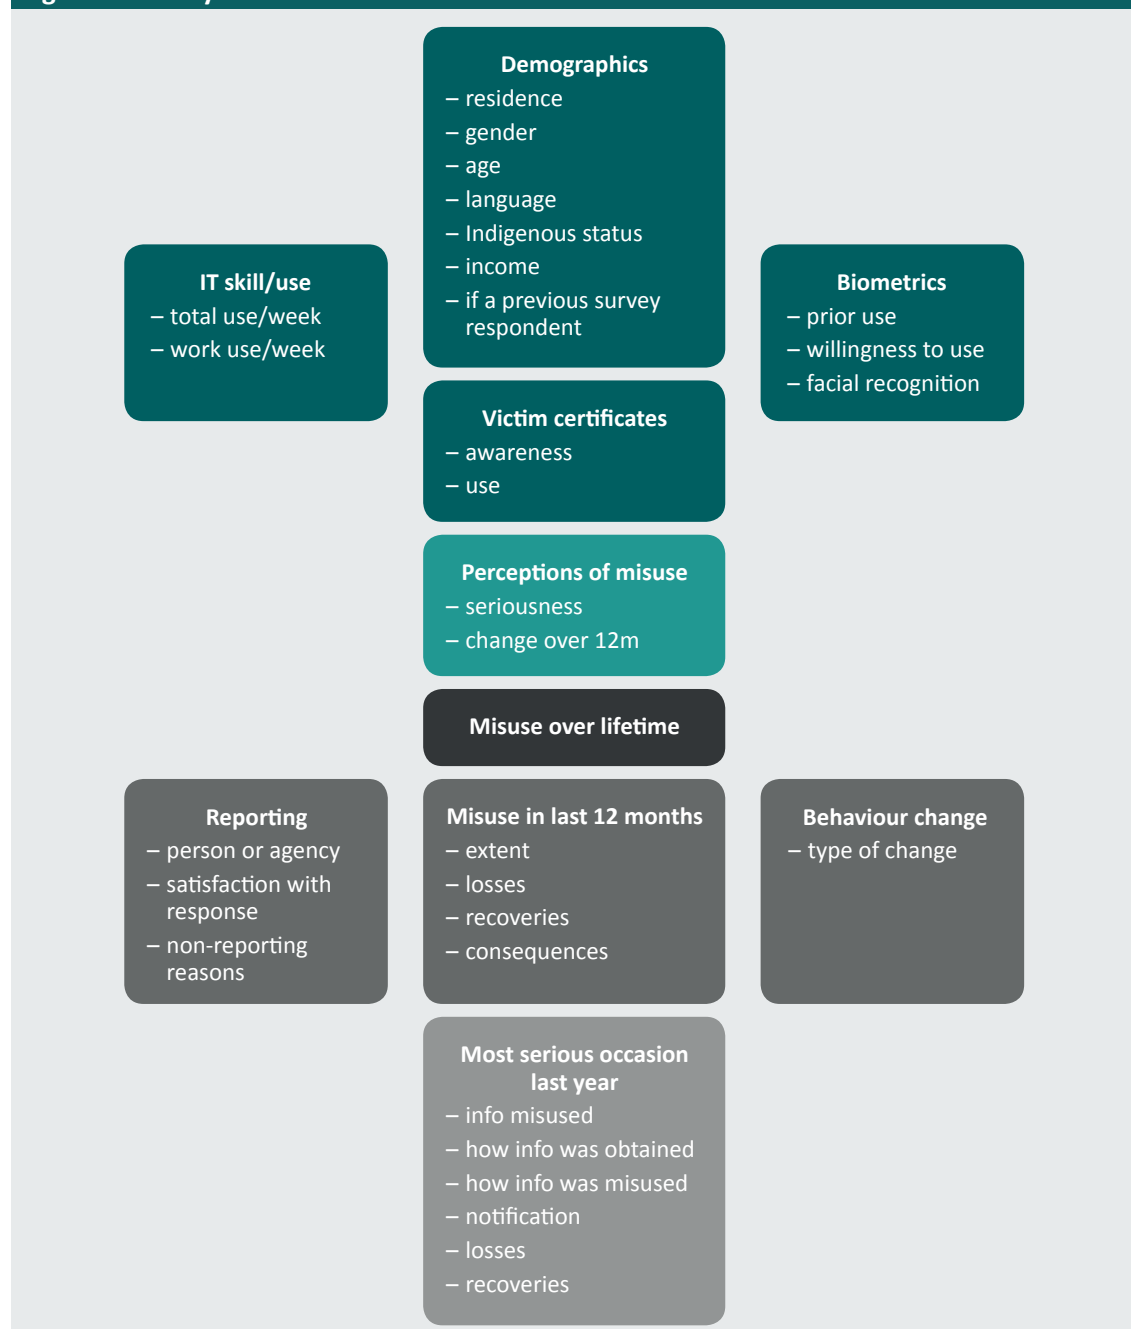 Demographics
– residence
– gender
– age
– language
– Indigenous status
– income
– if a previous survey
respondent
IT skill/use
– total use/week
– work use/week
Biometrics
– prior use
– willingness to use
– facial recognition
Victim certificates
– awareness
– use
Perceptions of misuse
– seriousness
– change over 12m
Misuse over lifetime
Reporting
– person or agency
– satisfaction with
response
– non-reporting
reasons
Misuse in last 12 months
– extent
– losses
– recoveries
– consequences
Behaviour change
– type of change
Most serious occasion
last year
– info misused
– how info was obtained
– how info was misused
– notification
– losses
– recoveries